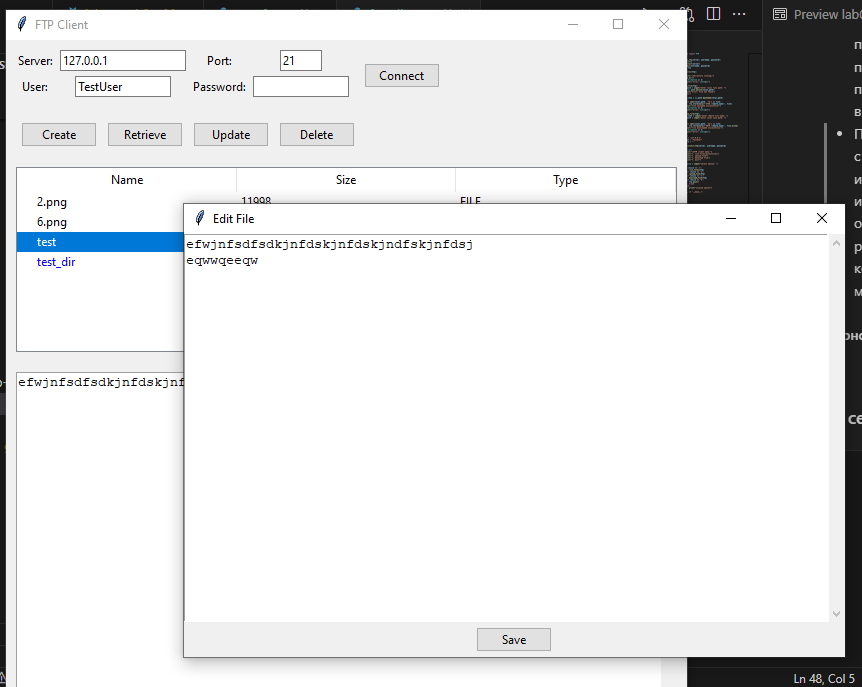 FTP Client
Server: 127.0.0.1 Port: 21
User: TestUser Password:
Connect
Create Retrieve Update Delete
Name Size Type
2.png 11998 FILE
6.png
test
test_dir
efwjnfsdfsdkjnfdskjnf
Edit File
efwjnfsdfsdkjnfdskjnfdskjndfskjnfdsj
eqwwqeeqw
Save
Preview lab
Ln 48, Col 5